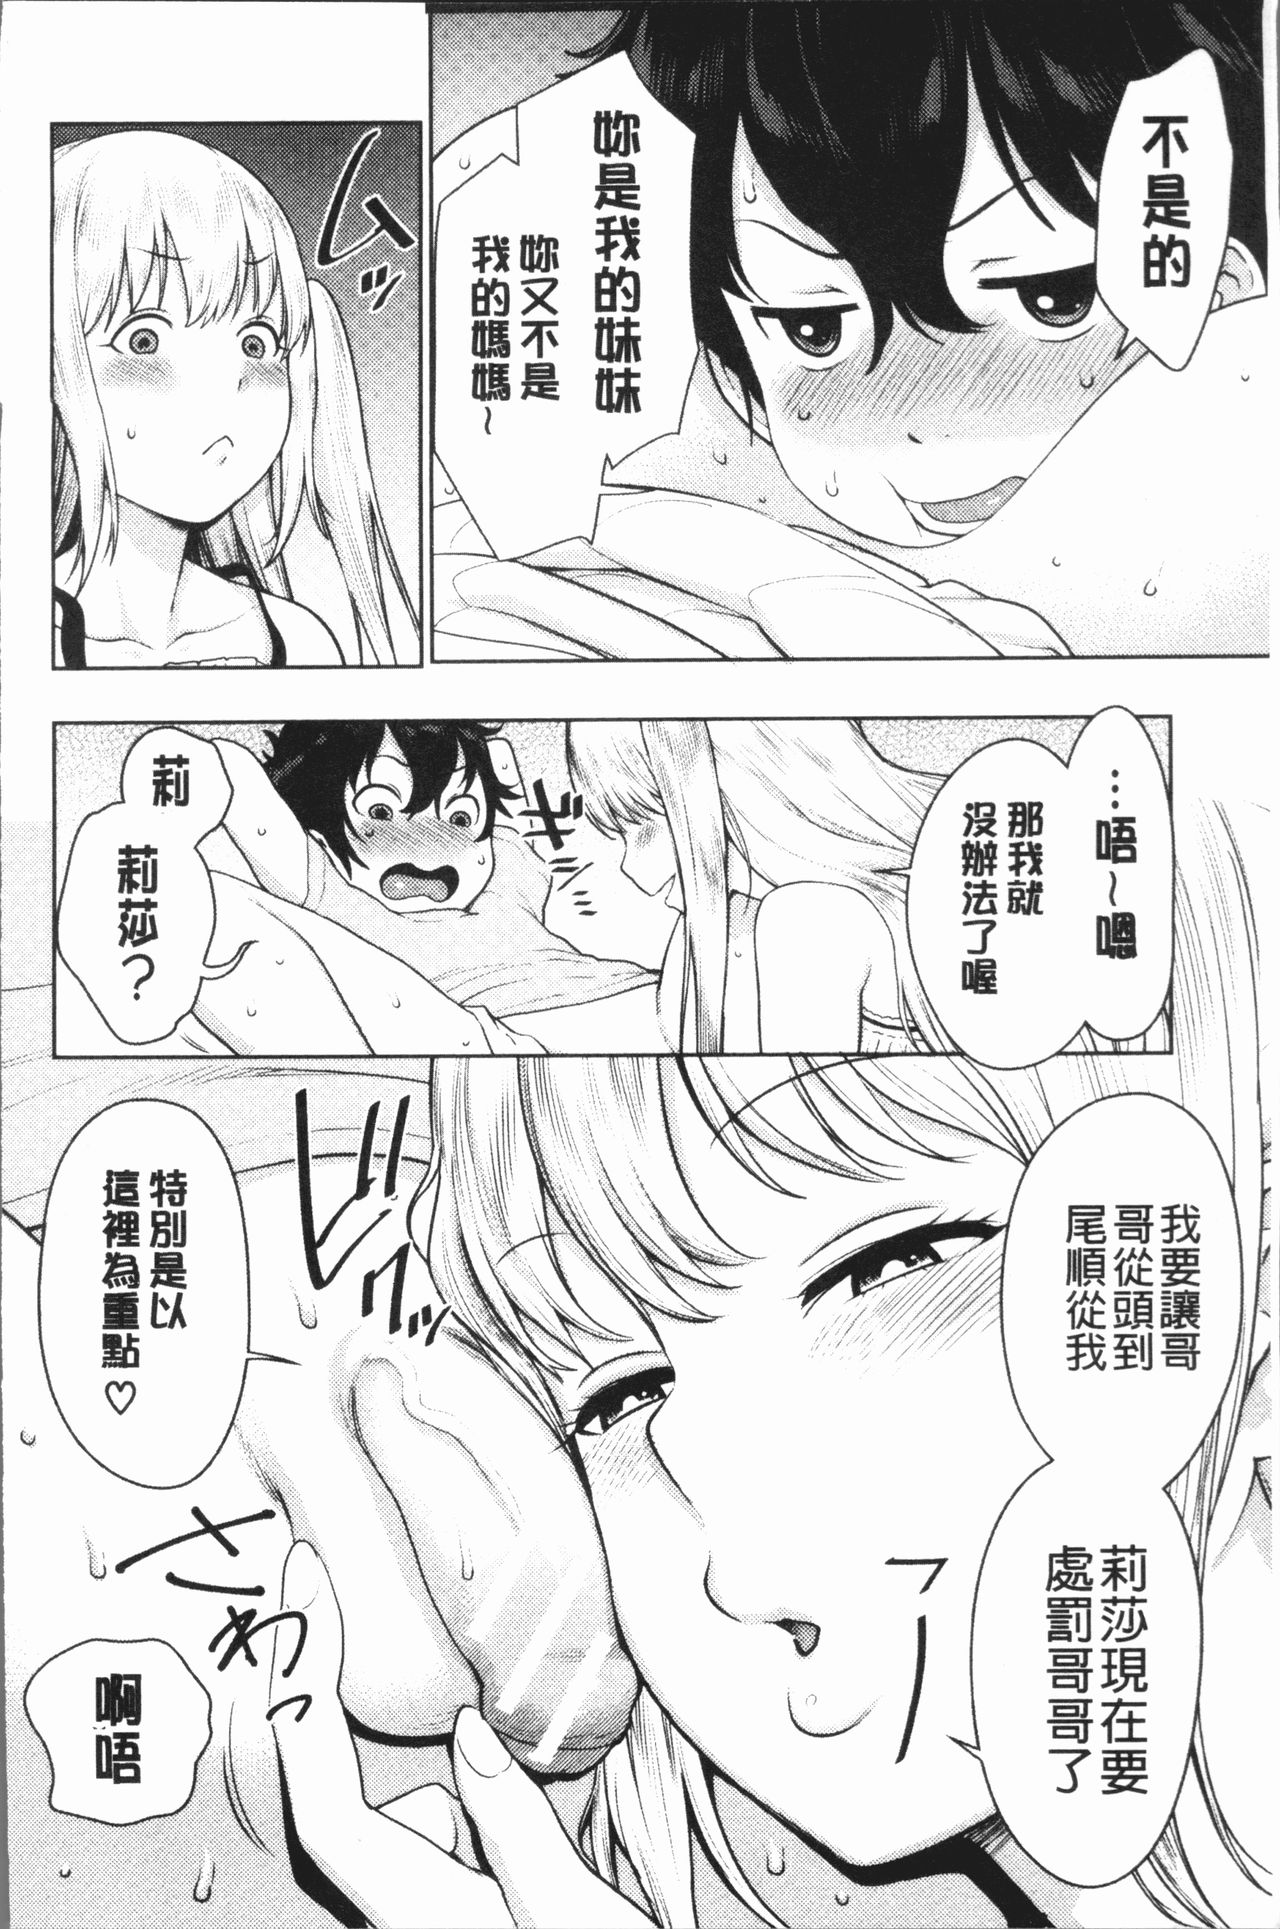 不是的
妳是我的妹妹
妳又不是
我的媽媽~
ムッ
…唔~嗯
那我就
沒辦法了喔
ギッ
莉
莉莎?
我要讓哥
哥從頭到
尾順從我
莉莎現在要
處罰哥哥了
フー
ビクッ
特別是以
這裡為重點♡
さわっ
啊
唔